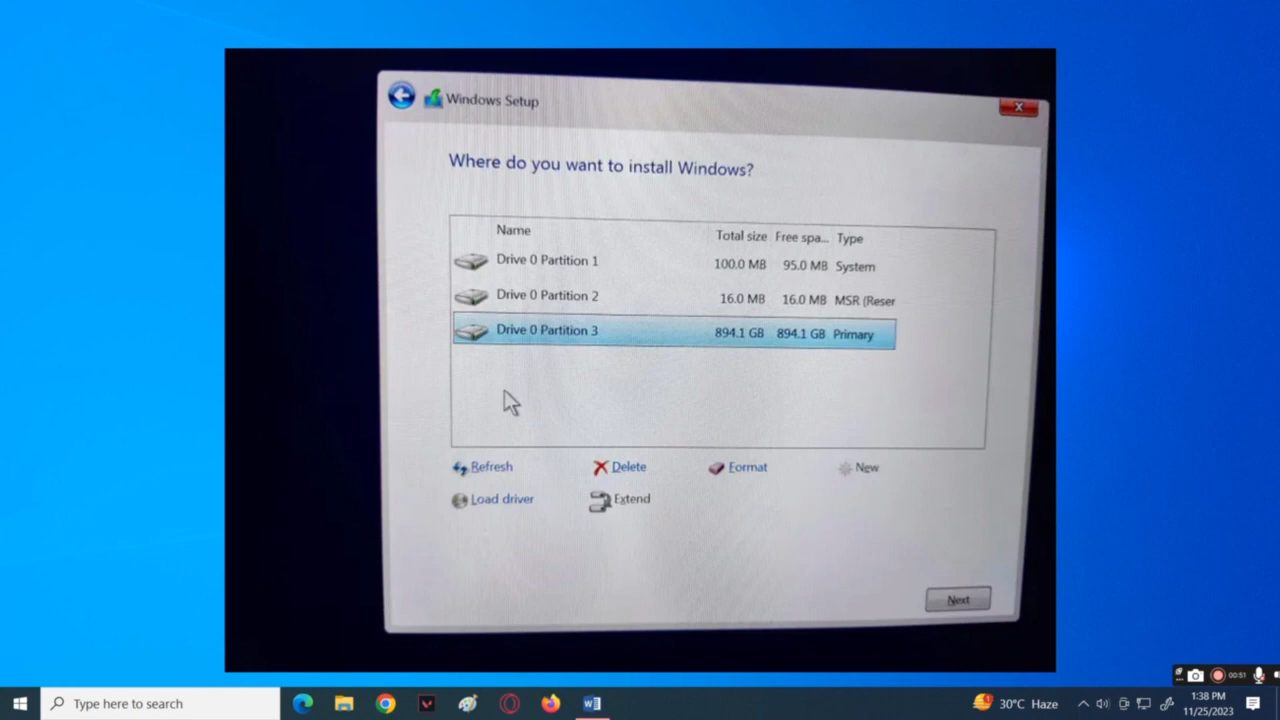 Windows Setup
X
Where do you want to install Windows?
Name Total size Free spa... Type
Drive 0 Partition 1 100.0 MB 95.0 MB System
Drive 0 Partition 2 16.0 MB 16.0 MB MSR (Reser
Drive 0 Partition 3 894.1 GB 894.1 GB Primary
Refresh Delete Format New
Load driver Extend
Next
00:51
Type here to search
W
30°C Haze
1:38 PM
11/25/2023